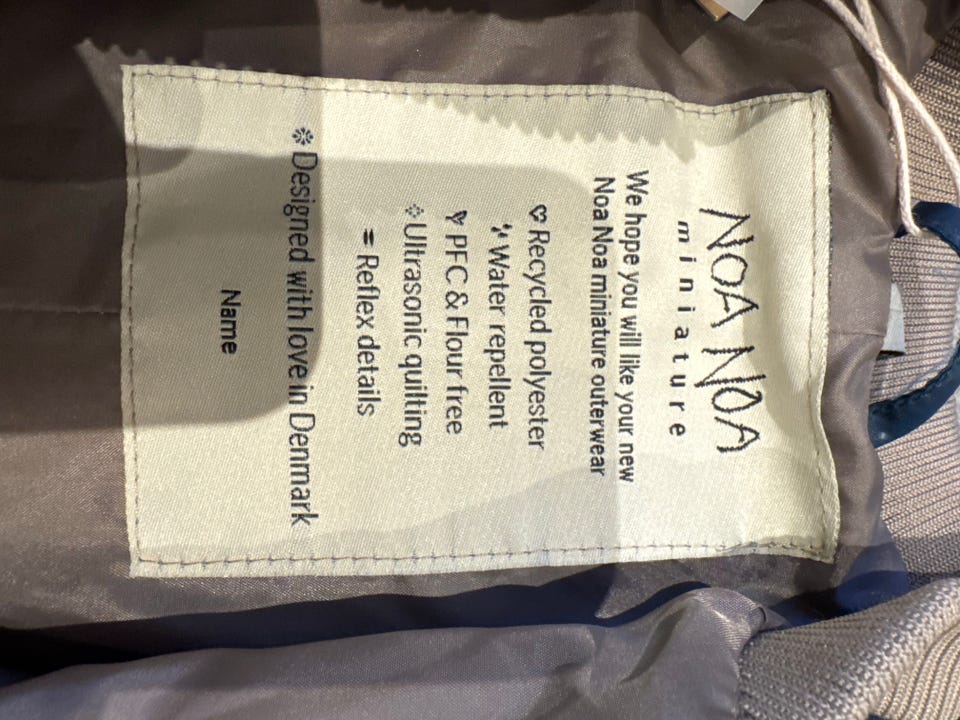 NOA NOA
miniature
We hope you will like your new
Noa Noa miniature outerwear
Recycled polyester
Water repellent
PFC & Flour free
Ultrasonic quilting
Reflex details
Designed with love in Denmark
Name